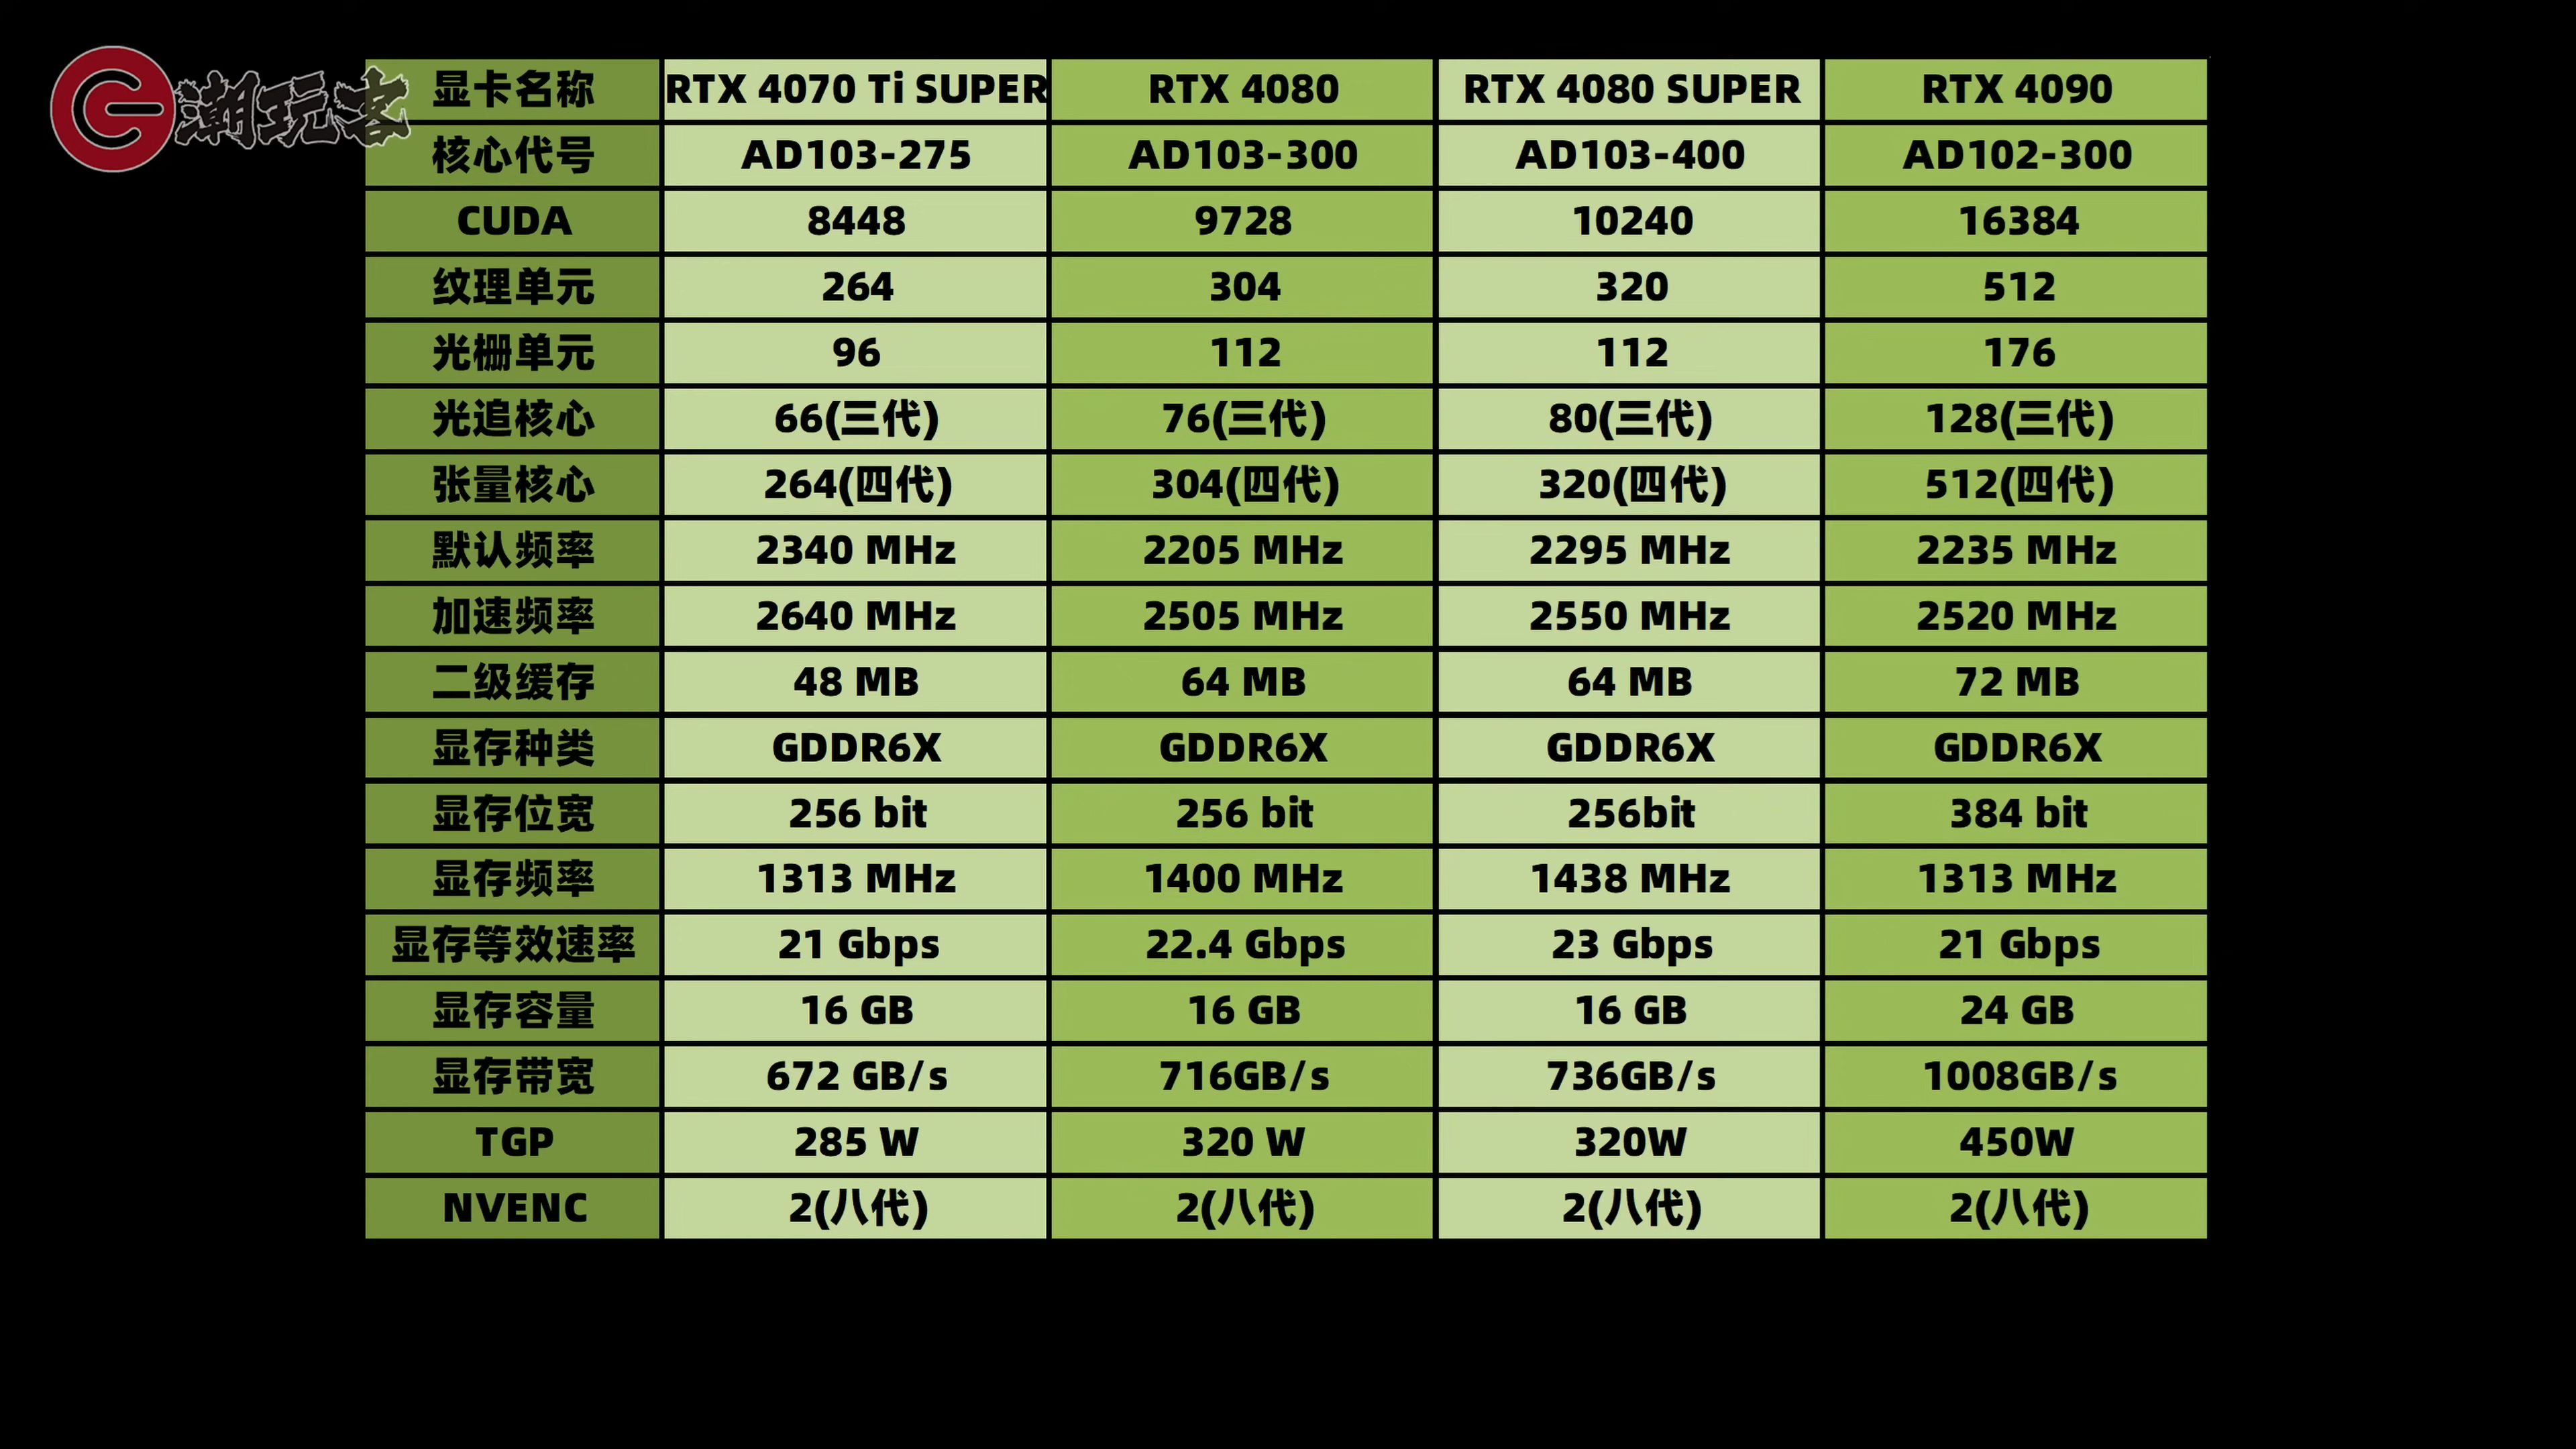 潮玩客
显卡名称 RTX 4070 Ti SUPER RTX 4080 RTX 4080 SUPER RTX 4090
核心代号 AD103-275 AD103-300 AD103-400 AD102-300
CUDA 8448 9728 10240 16384
纹理单元 264 304 320 512
光栅单元 96 112 112 176
光追核心 66(三代) 76(三代) 80(三代) 128(三代)
张量核心 264(四代) 304(四代) 320(四代) 512(四代)
默认频率 2340 MHz 2205 MHz 2295 MHz 2235 MHz
加速频率 2640 MHz 2505 MHz 2550 MHz 2520 MHz
二级缓存 48 MB 64 MB 64 MB 72 MB
显存种类 GDDR6X GDDR6X GDDR6X GDDR6X
显存位宽 256 bit 256 bit 256bit 384 bit
显存频率 1313 MHz 1400 MHz 1438 MHz 1313 MHz
显存等效速率 21 Gbps 22.4 Gbps 23 Gbps 21 Gbps
显存容量 16 GB 16 GB 16 GB 24 GB
显存带宽 672 GB/s 716GB/s 736GB/s 1008GB/s
TGP 285 W 320 W 320W 450W
NVENC 2(八代) 2(八代) 2(八代) 2(八代)